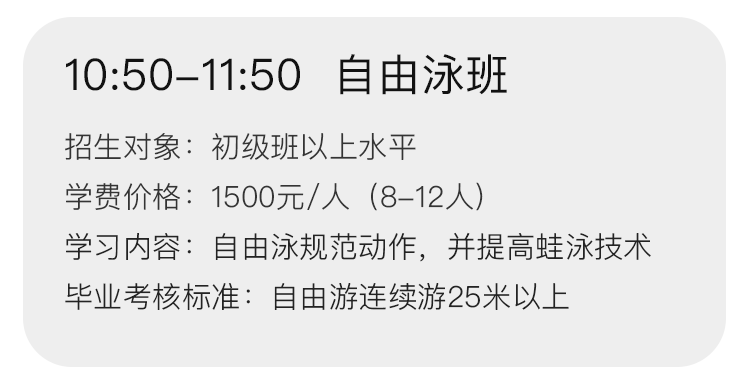 10:50-11:50 自由泳班
招生对象：初级班以上水平
学费价格：1500元/人（8-12人）
学习内容：自由泳规范动作，并提高蛙泳技术
毕业考核标准：自由游连续游25米以上